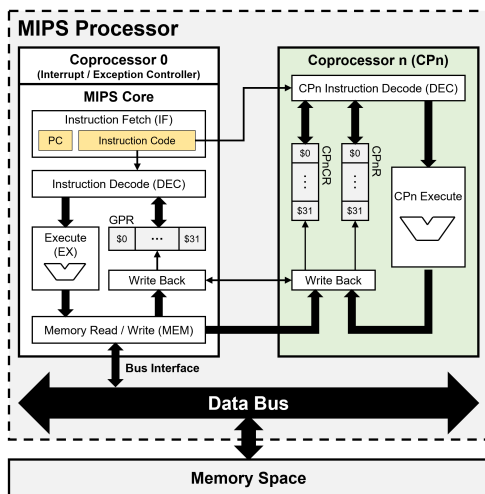 MIPS Processor
Coprocessor 0
(Interrupt / Exception Controller)
MIPS Core
Instruction Fetch (IF)
PC
Instruction Code
Instruction Decode (DEC)
GPR
$0
...
$31
Execute
(EX)
Write Back
Memory Read / Write (MEM)
Bus Interface
Coprocessor n (CPn)
CPn Instruction Decode (DEC)
$0
⋮
$31
CPnCR
$0
⋮
$31
CPnR
CPn Execute
Write Back
Data Bus
Memory Space